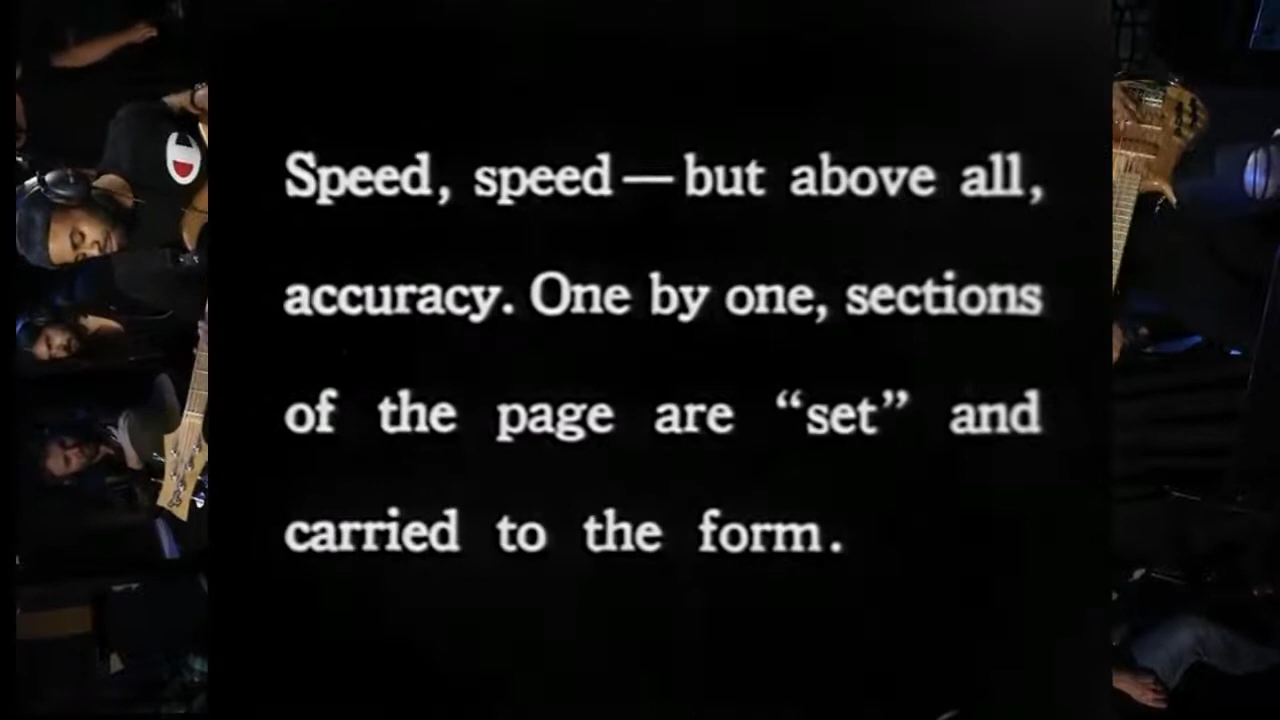 Speed, speed — but above all,
accuracy. One by one, sections
of the page are “set” and
carried to the form.